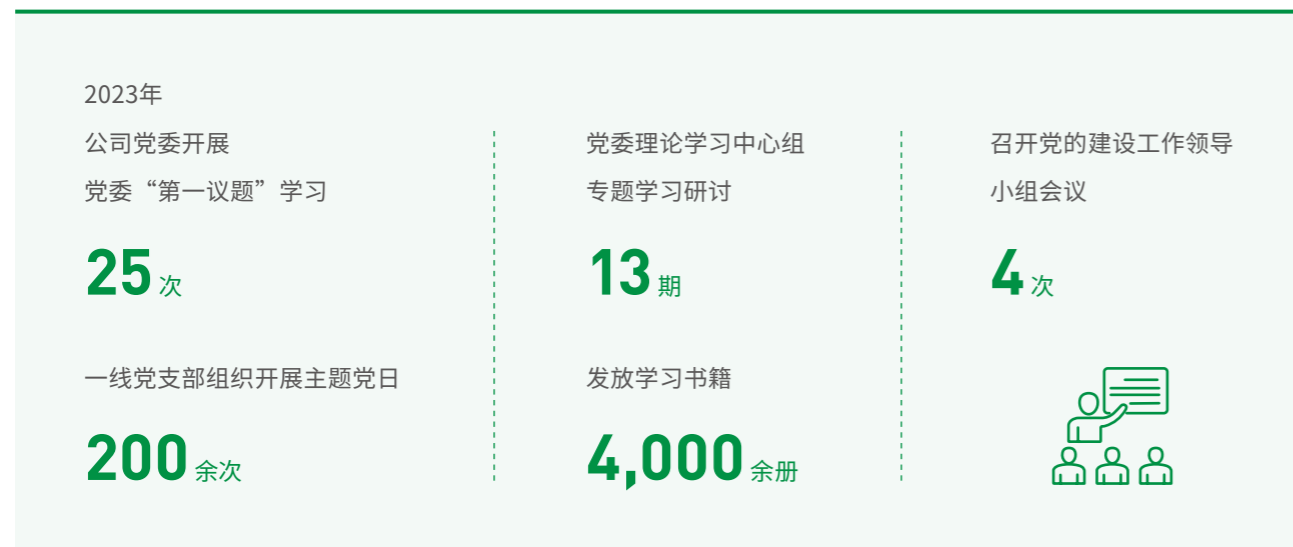 2023年
公司党委开展
党委“第一议题”学习
25次
党委理论学习中心组
专题学习研讨
13期
召开党的建设工作领导
小组会议
4次
一线党支部组织开展主题党日
200余次
发放学习书籍
4,000余册